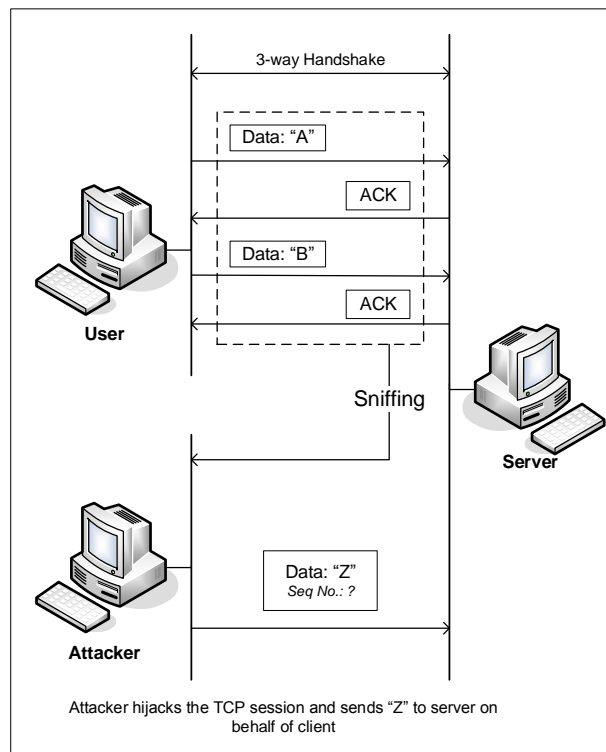 3-way Handshake
Data: “A”
ACK
Data: “B”
ACK
User
Sniffing
Server
Data: “Z”
Seq No.: ?
Attacker
Attacker hijacks the TCP session and sends “Z” to server on
behalf of client